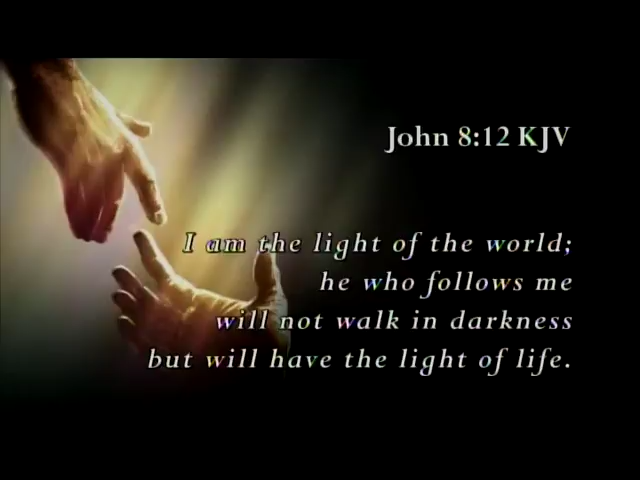 John 8:12 KJV
I am the light of the world;
he who follows me
will not walk in darkness
but will have the light of life.